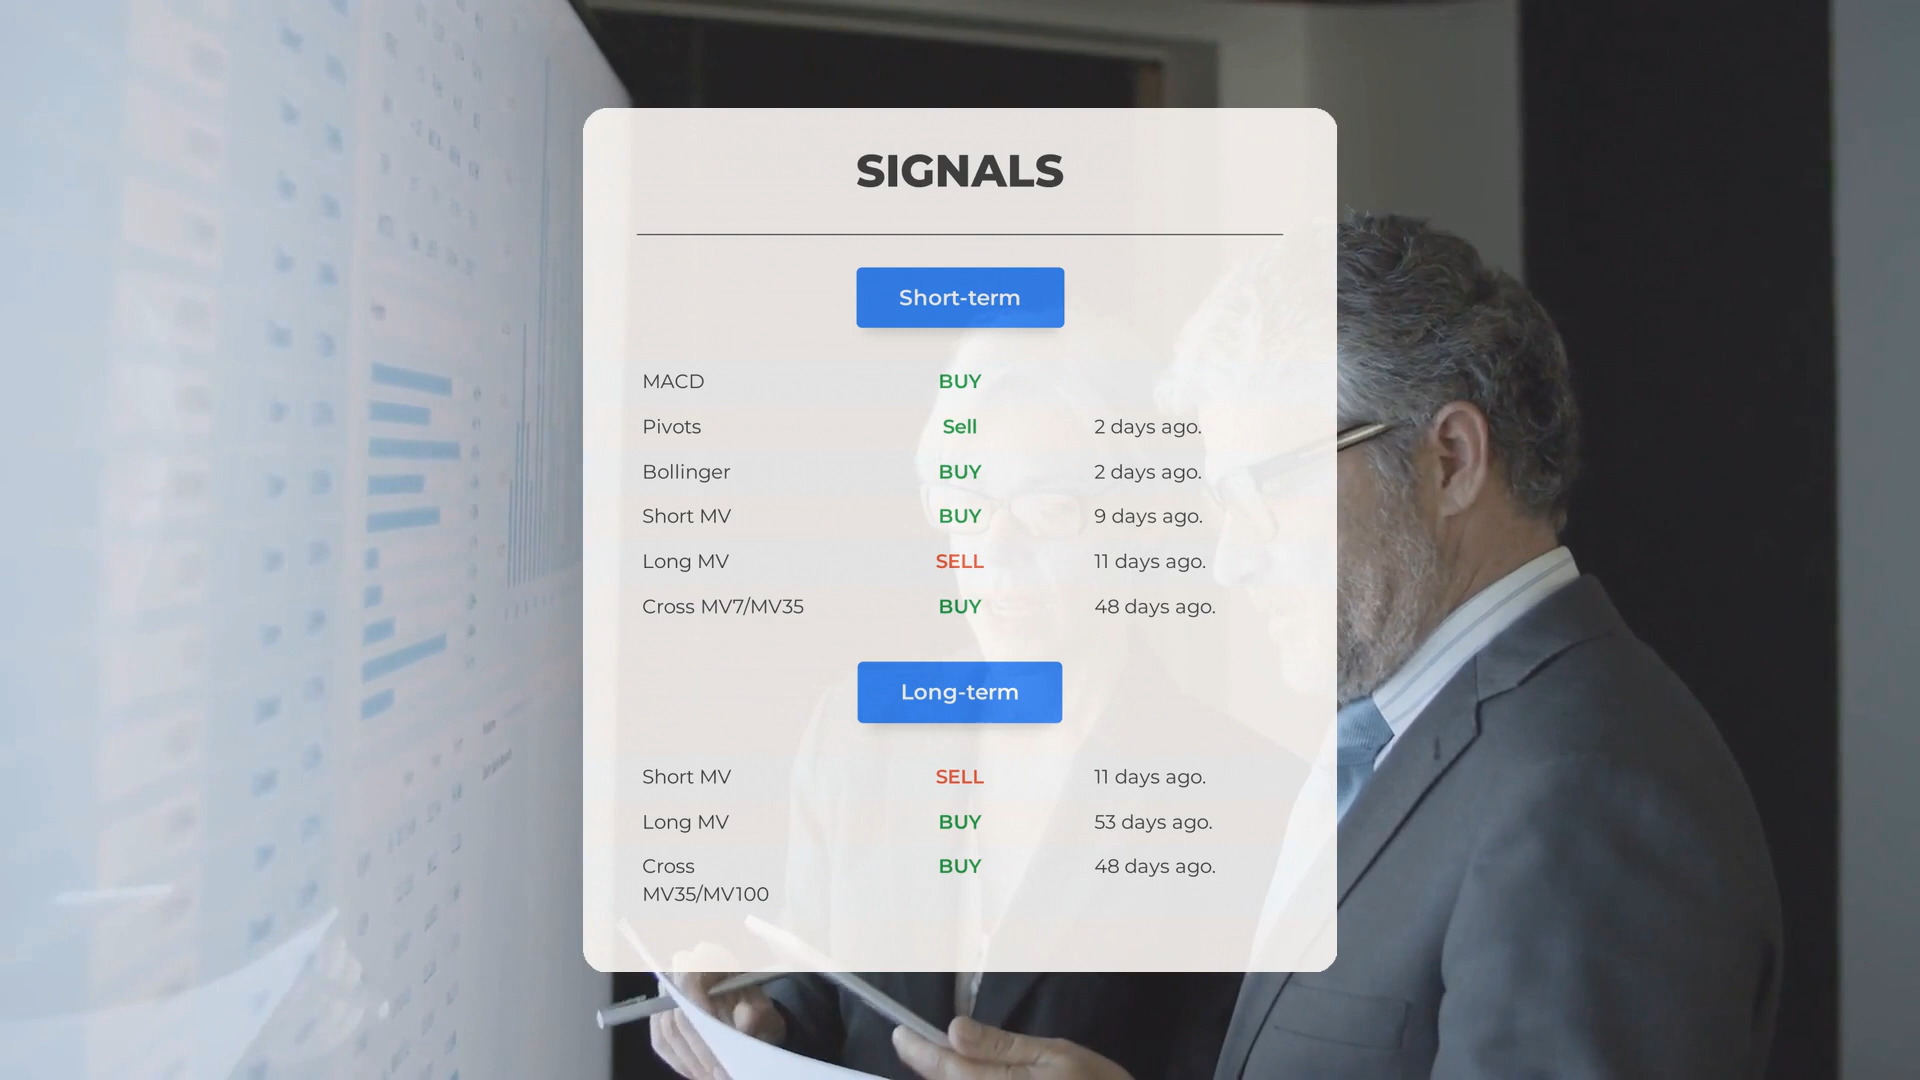 SIGNALS
Short-term
MACD BUY
Pivots Sell 2 days ago.
Bollinger BUY 2 days ago.
Short MV BUY 9 days ago.
Long MV SELL 11 days ago.
Cross MV7/MV35 BUY 48 days ago.
Long-term
Short MV SELL 11 days ago.
Long MV BUY 53 days ago.
Cross BUY 48 days ago.
MV35/MV100